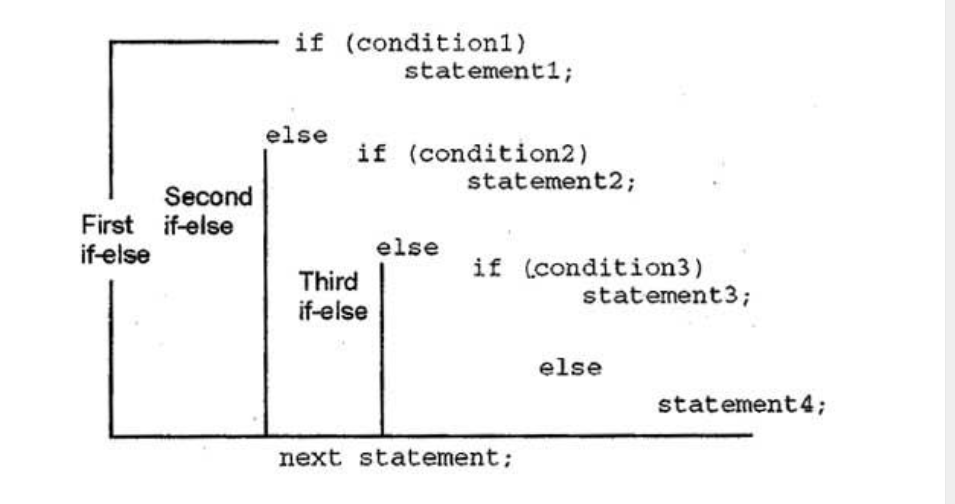 if (condition1)
statement1;
else
if (condition2)
statement2;
Second
if-else
First
if-else
else
if (condition3)
statement3;
Third
if-else
else
statement4;
next statement;